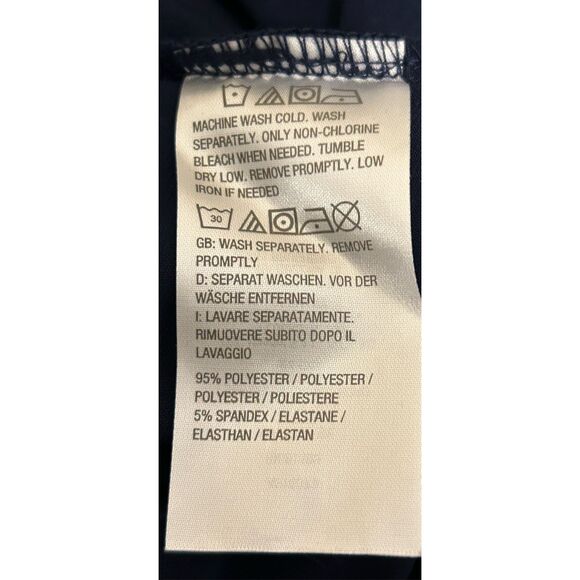 MACHINE WASH COLD. WASH
SEPARATELY. ONLY NON-CHLORINE
BLEACH WHEN NEEDED. TUMBLE
DRY LOW. REMOVE PROMPTLY. LOW
IRON IF NEEDED
30
GB: WASH SEPARATELY. REMOVE
PROMPTLY
D: SEPARAT WASCHEN. VOR DER
WÄSCHE ENTFERNEN
I: LAVARE SEPARATAMENTE.
RIMUOVERE SUBITO DOPO IL
LAVAGGIO
95% POLYESTER / POLYESTER /
POLYESTER / POLIESTERE
5% SPANDEX / ELASTANE /
ELASTHAN / ELASTAN